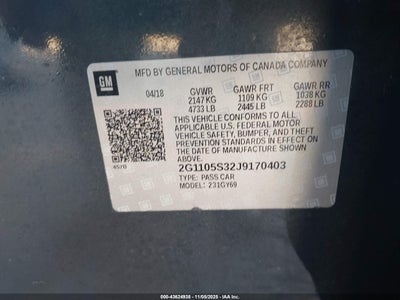 GM
MFD BY GENERAL MOTORS OF CANADA COMPANY
04/18 GVWR GAWR FRT GAWR RR
2147 KG 1109 KG 1038 KG
4733 LB 2445 LB 2288 LB
THIS VEHICLE CONFORMS TO ALL
APPLICABLE U.S. FEDERAL MOTOR
VEHICLE SAFETY, BUMPER, AND THEFT
PREVENTION STANDARDS IN EFFECT ON
THE DATE OF MANUFACTURE SHOWN
ABOVE.
2G1105S32J9170403
TYPE: PASS CAR
MODEL: 231GY69
000-43624938 - 11/05/2025 - IAAI.COM